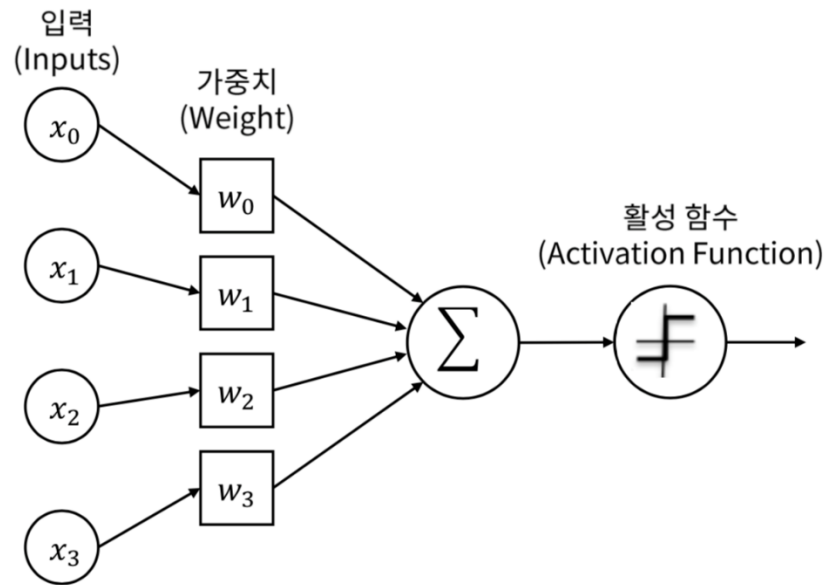 입력
(Inputs)
가중치
(Weight)
x₀
w₀
활성 함수
(Activation Function)
x₁
w₁
∑
x₂
w₂
w₃
x₃